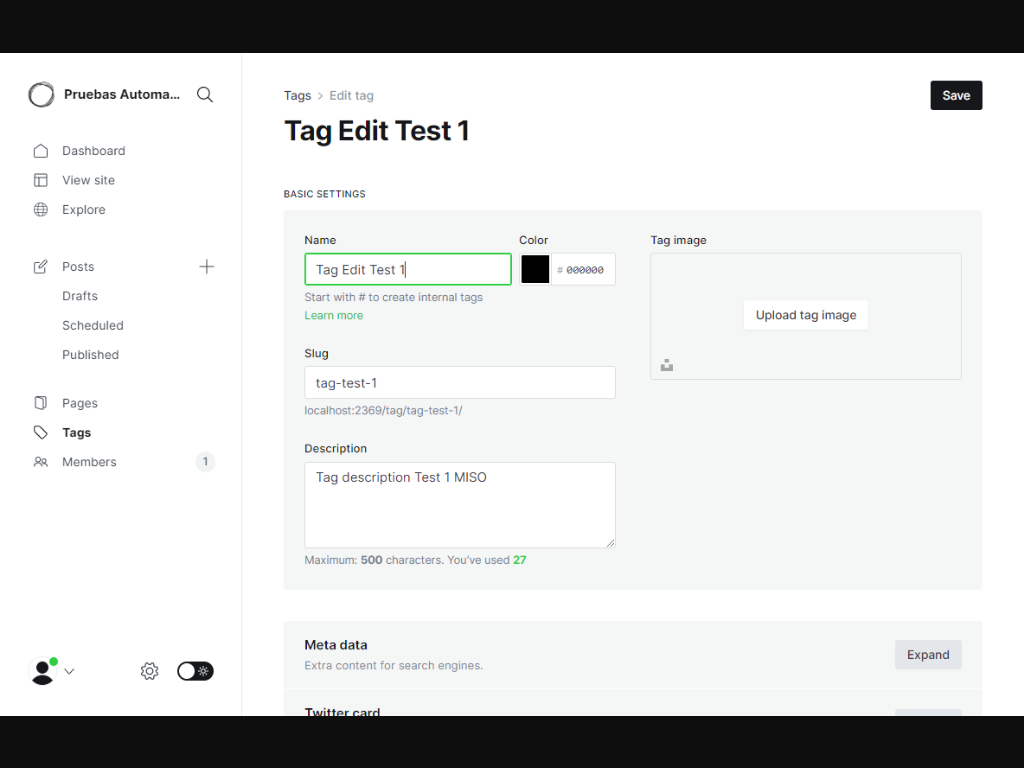 Pruebas Automa...
Dashboard
View site
Explore
Posts
Drafts
Scheduled
Published
Pages
Tags
Members
1
Tags > Edit tag
Save
Tag Edit Test 1
BASIC SETTINGS
Name
Tag Edit Test 1
Start with # to create internal tags
Learn more
Color
# 000000
Slug
tag-test-1
localhost:2369/tag/tag-test-1/
Description
Tag description Test 1 MISO
Maximum: 500 characters. You've used 27
Tag image
Upload tag image
Meta data
Extra content for search engines.
Expand
Twitter card